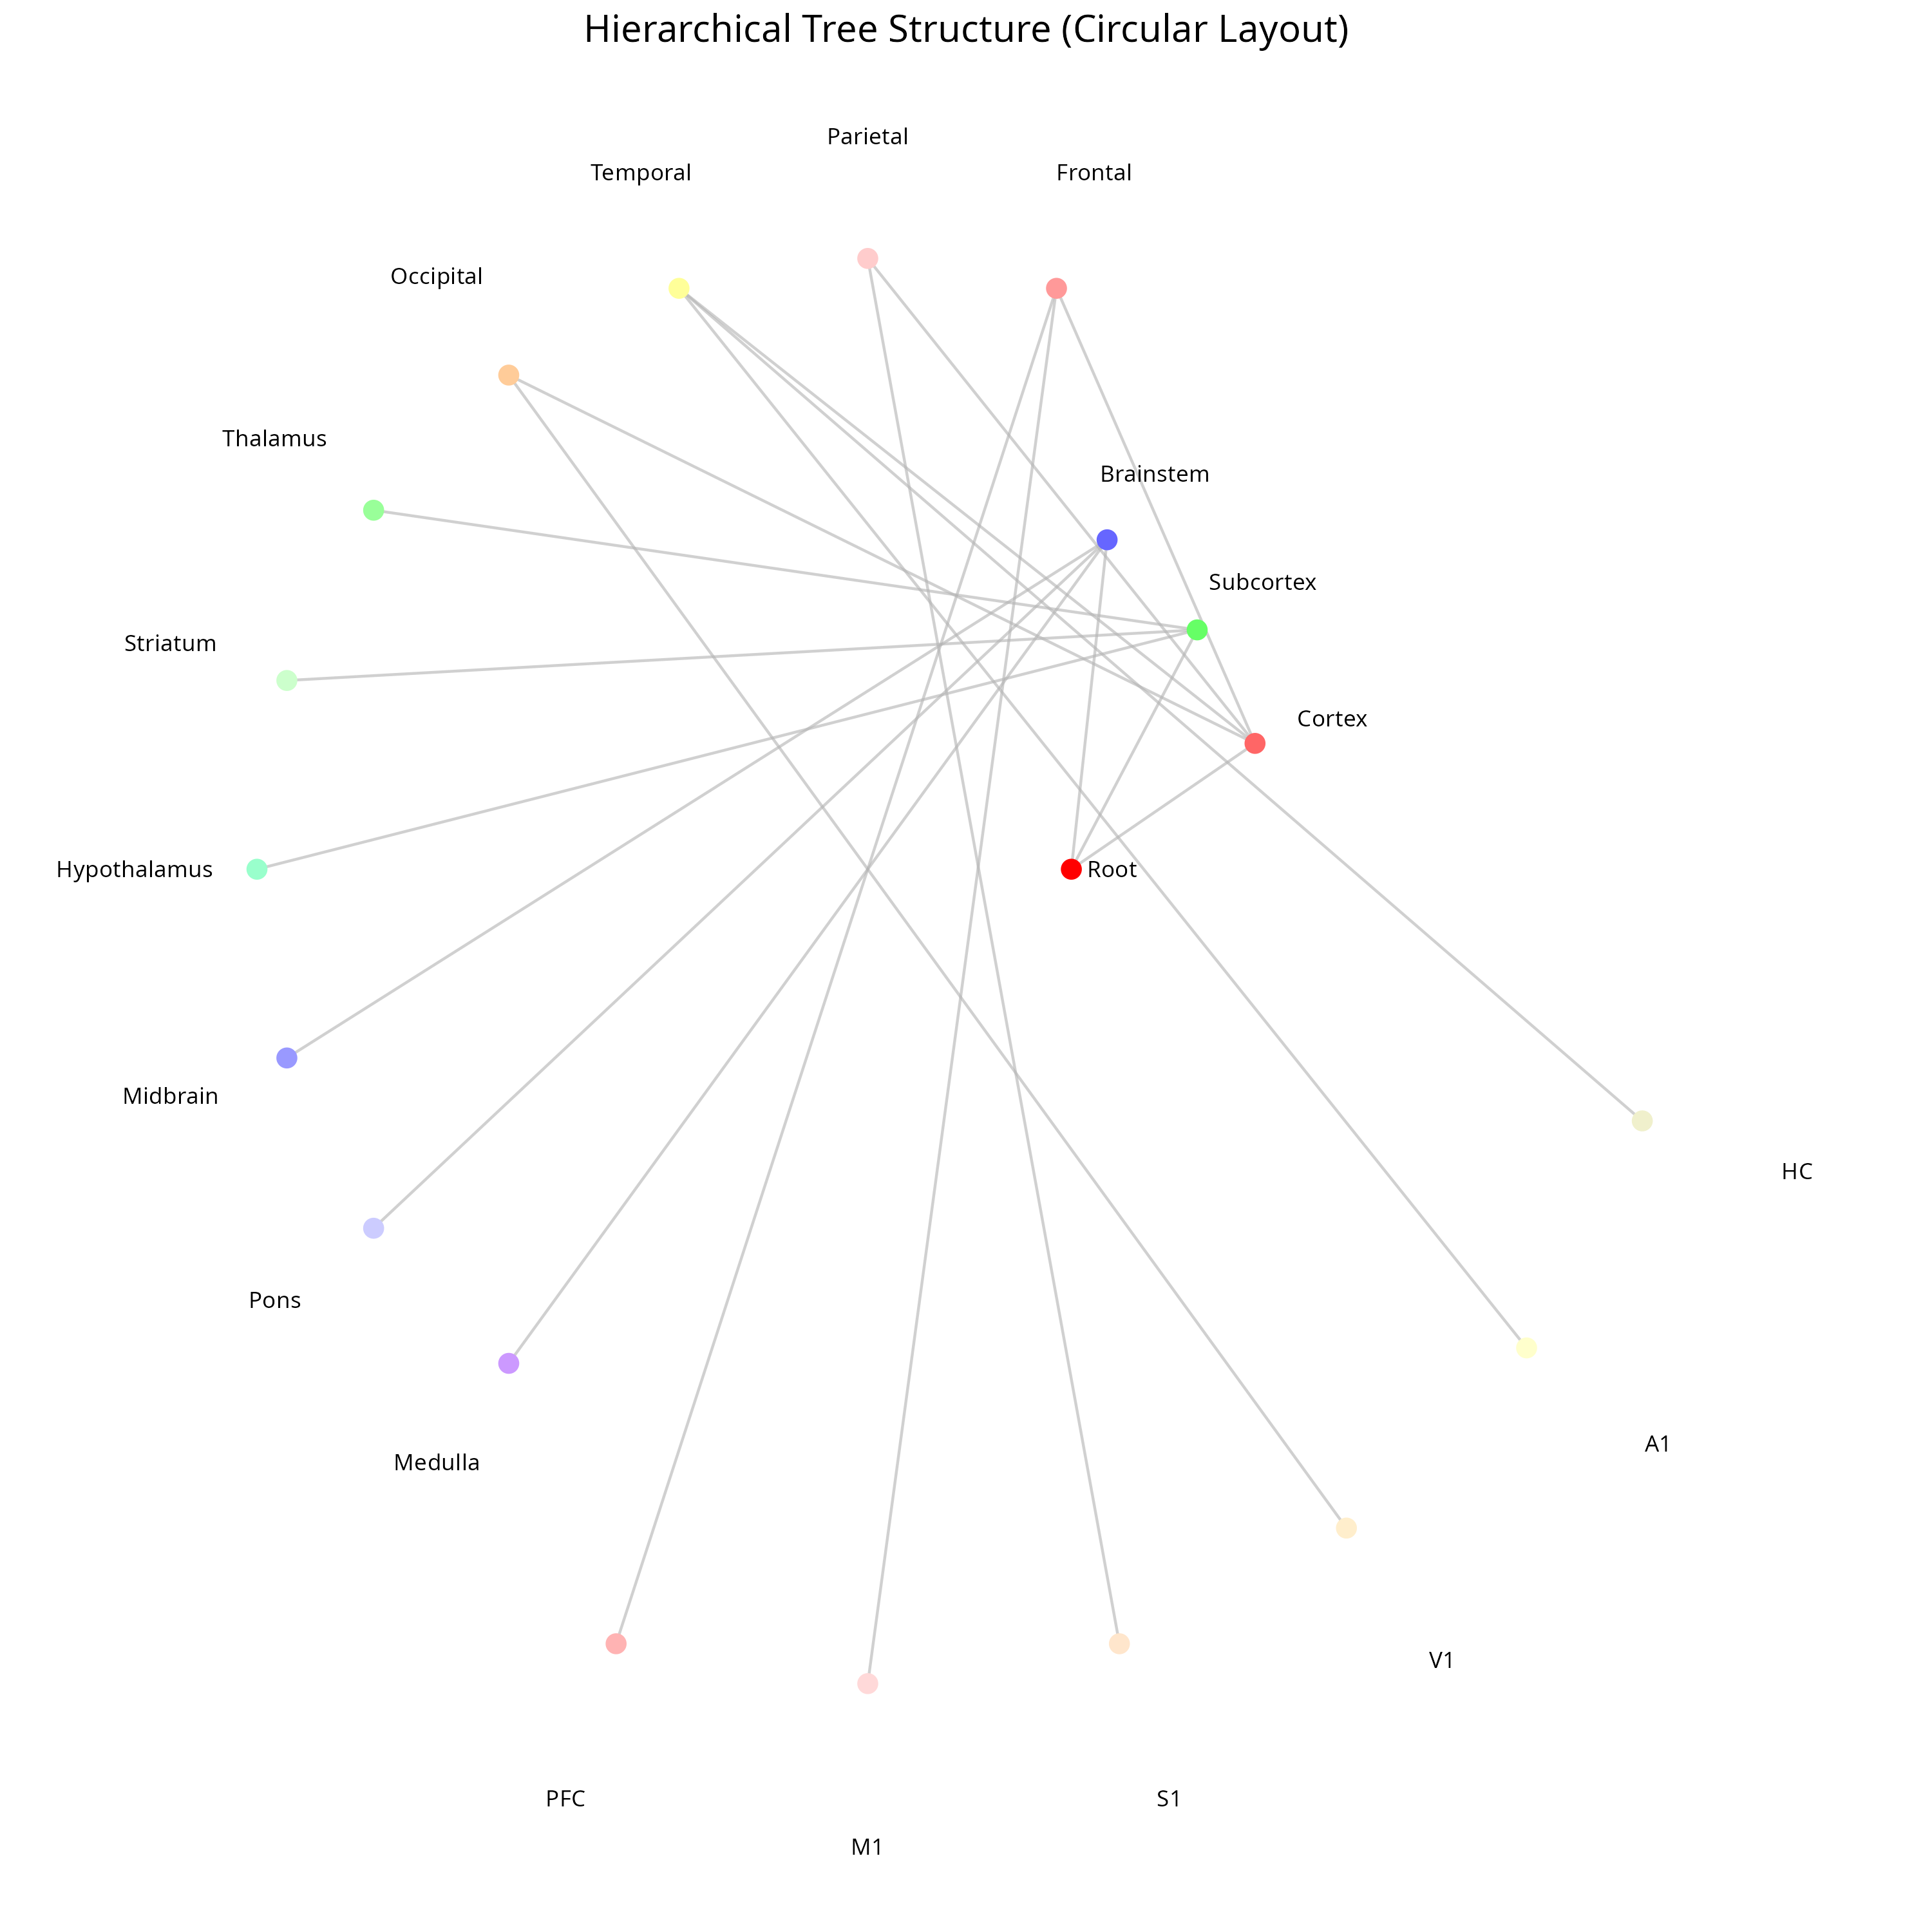 Hierarchical Tree Structure (Circular Layout)
Parietal
Temporal
Frontal
Occipital
Thalamus
Brainstem
Subcortex
Striatum
Cortex
Hypothalamus
Root
Midbrain
HC
Pons
A1
Medulla
V1
PFC
S1
M1